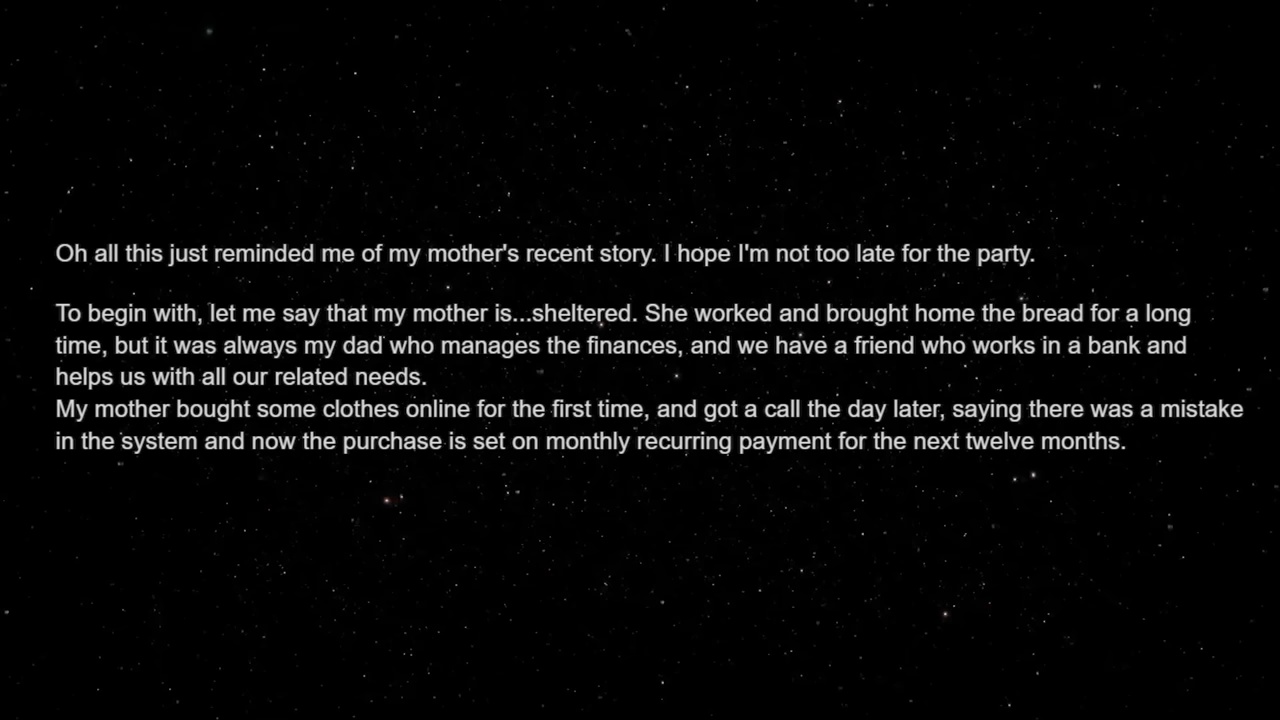 Oh all this just reminded me of my mother's recent story. I hope I'm not too late for the party.
To begin with, let me say that my mother is...sheltered. She worked and brought home the bread for a long
time, but it was always my dad who manages the finances, and we have a friend who works in a bank and
helps us with all our related needs.
My mother bought some clothes online for the first time, and got a call the day later, saying there was a mistake
in the system and now the purchase is set on monthly recurring payment for the next twelve months.